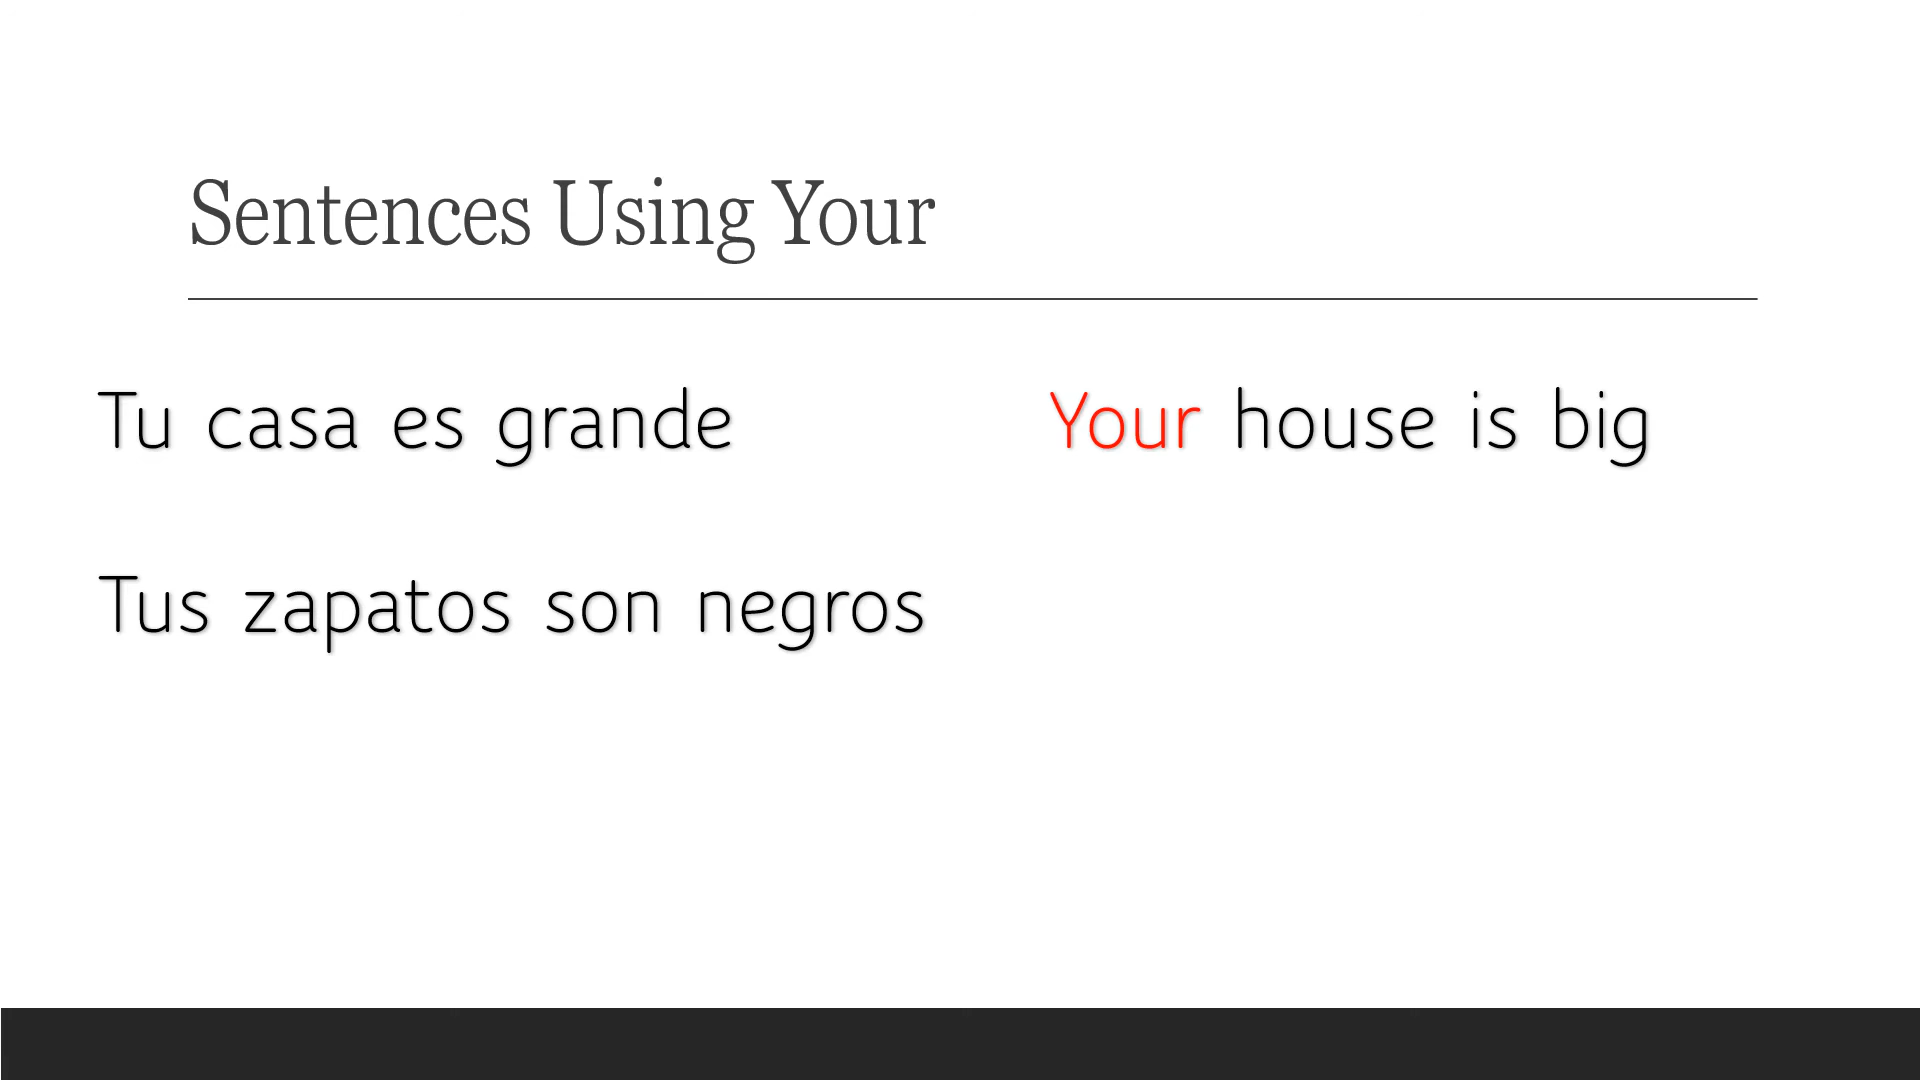 Sentences Using Your
Tu casa es grande
Your house is big
Tus zapatos son negros